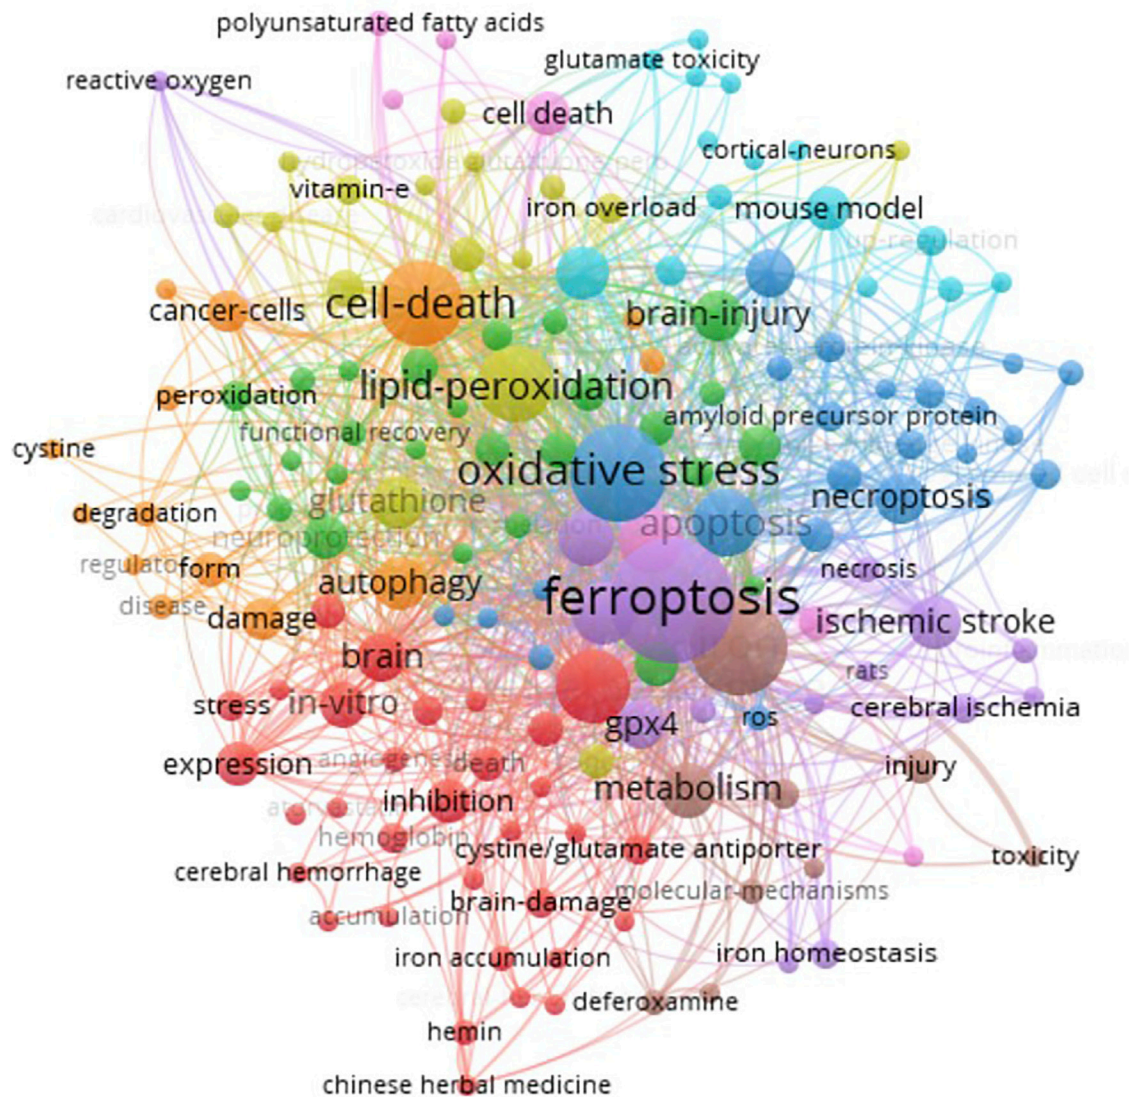 polyunsaturated fatty acids
glutamate toxicity
reactive oxygen
cell death
cortical-neurons
vitamin-e
iron overload
mouse model
up-regulation
cancer-cells
cell-death
brain-injury
lipid-peroxidation
peroxidation
amyloid precursor protein
functional recovery
cystine
oxidative stress
necroptosis
glutathione
degradation
apoptosis
neuroprotection
form
necrosis
autophagy
ferroptosis
disease
damage
ischemic stroke
brain
rats
stress
in-vitro
cerebral ischemia
gpx4
ros
expression
angiogenesis
death
injury
metabolism
inhibition
hemoglobin
cystine/glutamate antiporter
toxicity
cerebral hemorrhage
molecular-mechanisms
brain-damage
accumulation
iron accumulation
iron homeostasis
deferoxamine
hemin
chinese herbal medicine